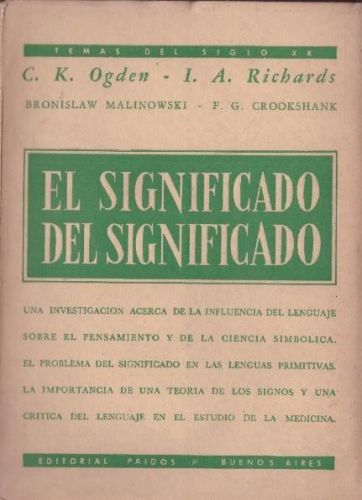 TEMAS DEL SIGLO XX
C. K. Ogden - I. A. Richards
BRONISLAW MALINOWSKI - F. G. CROOKSHANK
EL SIGNIFICADO
DEL SIGNIFICADO
UNA INVESTIGACION ACERCA DE LA INFLUENCIA DEL LENGUAJE
SOBRE EL PENSAMIENTO Y DE LA CIENCIA SIMBOLICA.
EL PROBLEMA DEL SIGNIFICADO EN LAS LENGUAS PRIMITIVAS.
LA IMPORTANCIA DE UNA TEORIA DE LOS SIGNOS Y UNA
CRITICA DEL LENGUAJE EN EL ESTUDIO DE LA MEDICINA.
EDITORIAL PAIDOS BUENOS AIRES